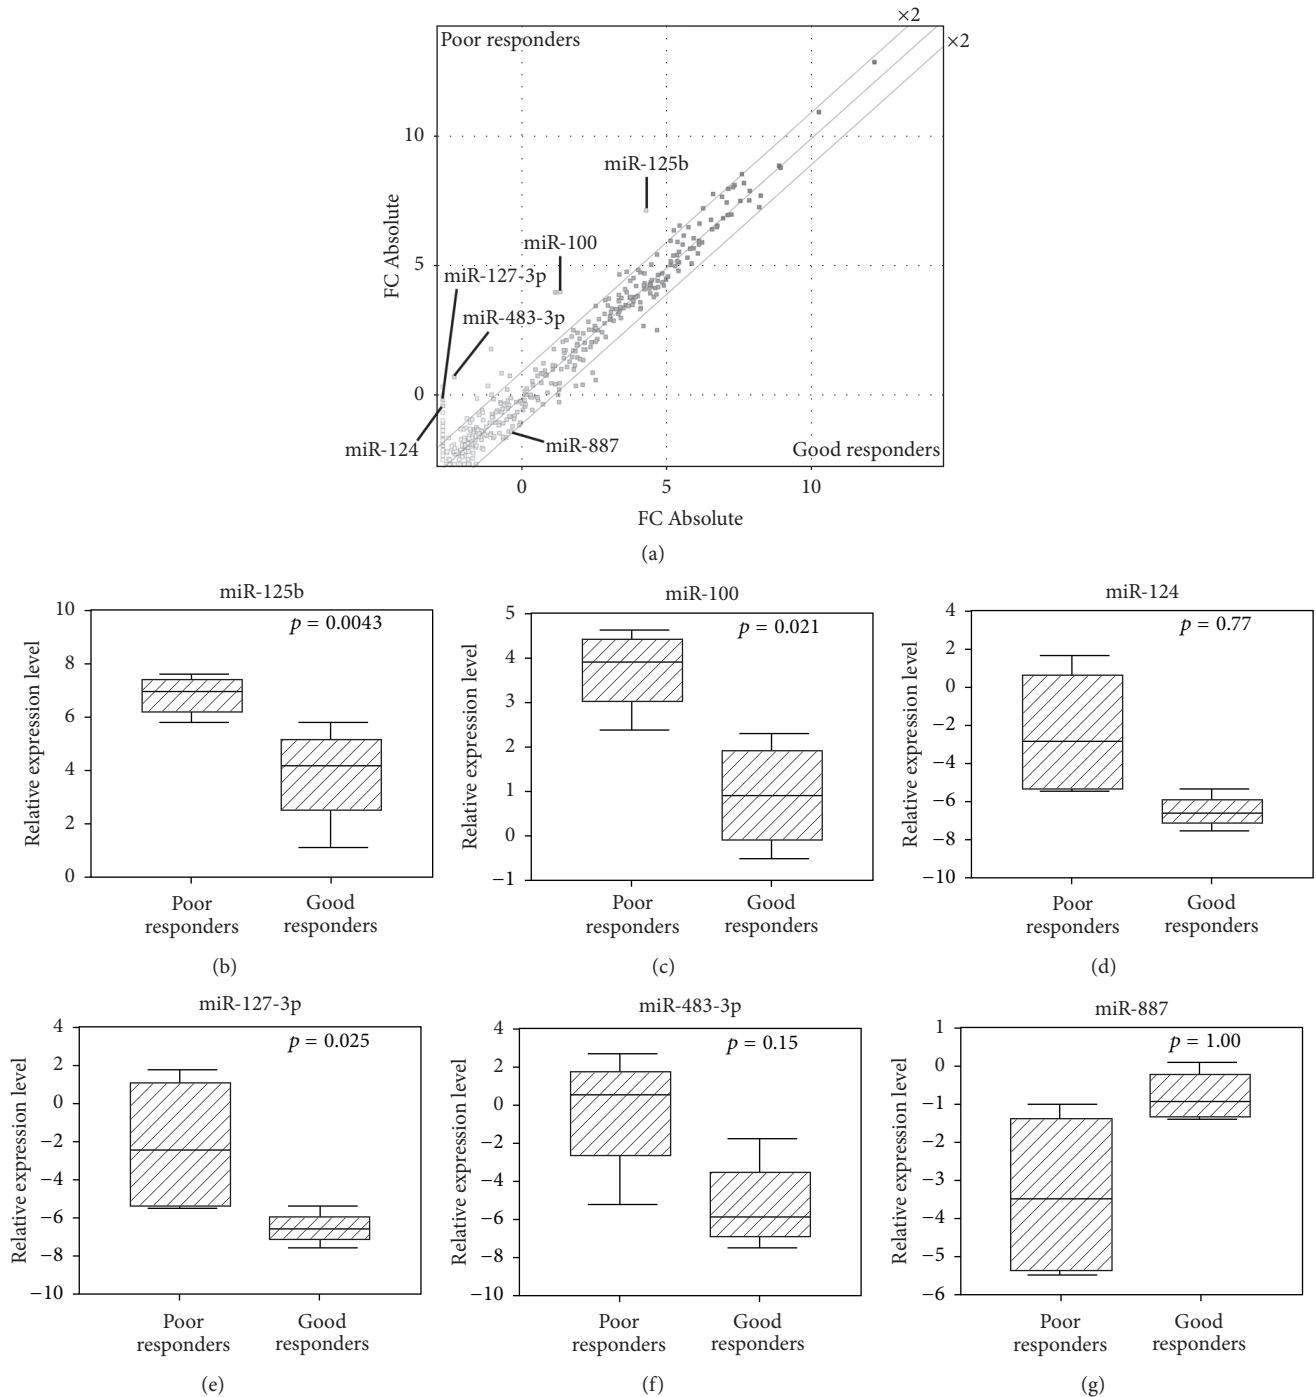 ×2
Poor responders
×2
10
miR-125b
FC Absolute
miR-100
5
miR-127-3p
miR-483-3p
0
miR-124
miR-887
Good responders
0
5
10
FC Absolute
(a)
miR-125b
p = 0.0043
Relative expression level
10
8
6
4
2
0
Poor responders
Good responders
(b)
miR-100
p = 0.021
Relative expression level
5
4
3
2
1
0
−1
Poor responders
Good responders
(c)
miR-124
p = 0.77
Relative expression level
4
2
0
−2
−4
−6
−8
−10
Poor responders
Good responders
(d)
miR-127-3p
p = 0.025
Relative expression level
4
2
0
−2
−4
−6
−8
−10
Poor responders
Good responders
(e)
miR-483-3p
p = 0.15
Relative expression level
4
2
0
−2
−4
−6
−8
−10
Poor responders
Good responders
(f)
miR-887
p = 1.00
Relative expression level
1
0
−1
−2
−3
−4
−5
−6
Poor responders
Good responders
(g)